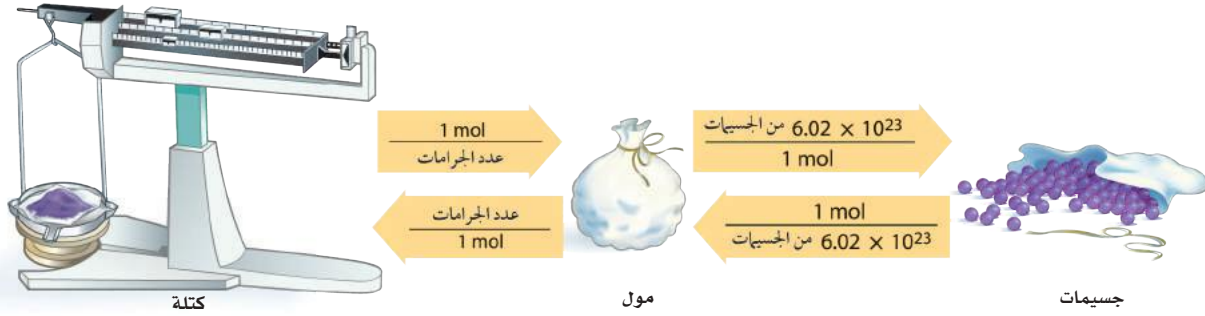 1 mol
عدد الجرامات
6.02 × 10²³ من الجسيمات
1 mol
عدد الجرامات
1 mol
1 mol
6.02 × 10²³ من الجسيمات
كتلة
مول
جسيمات